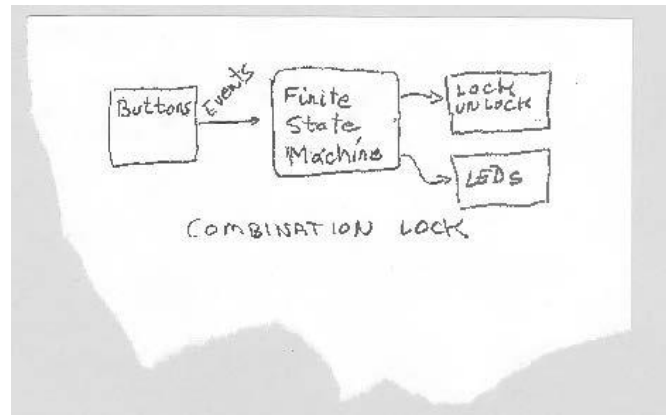 Buttons
Events
Finite
State
Machine
Lock
UNLOCK
LEDS
COMBINATION LOCK